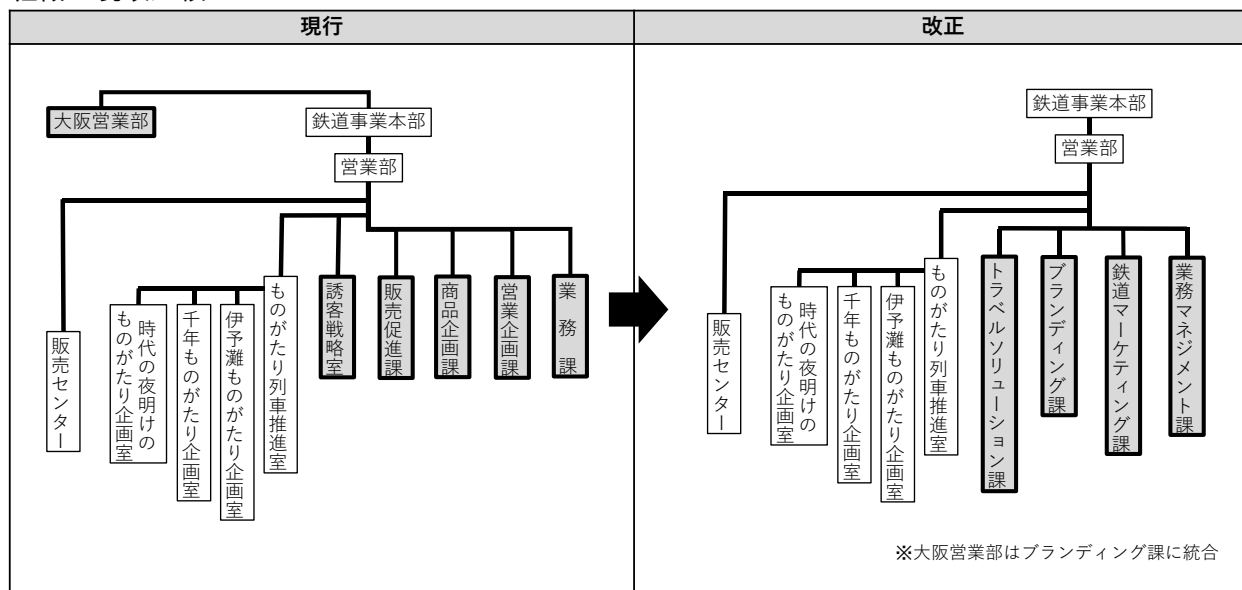 現行
改正
大阪営業部
鉄道事業本部
営業部
販売センター
時代の夜明けの
ものがたり企画室
千年ものがたり企画室
伊予灘ものがたり企画室
ものがたり列車推進室
誘客戦略室
販売促進課
商品企画課
営業企画課
業務課
鉄道事業本部
営業部
販売センター
時代の夜明けの
ものがたり企画室
千年ものがたり企画室
伊予灘ものがたり企画室
ものがたり列車推進室
トラベルソリューション課
ブランディング課
鉄道マーケティング課
業務マネジメント課
※大阪営業部はブランディング課に統合